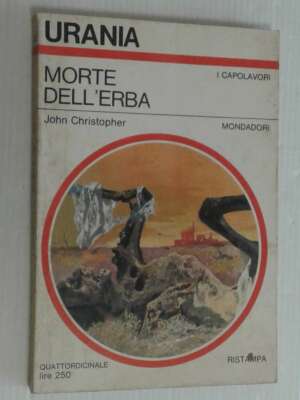 URANIA
I CAPOLAVORI
MORTE
DELL'ERBA
John Christopher
MONDADORI
QUATTORDICINALE
lire 250
RISTAMPA